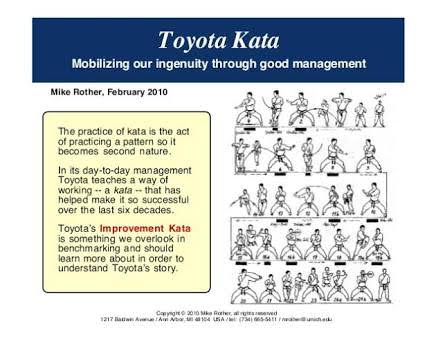 Toyota Kata
Mobilizing our ingenuity through good management
Mike Rother, February 2010
The practice of kata is the act
of practicing a pattern so it
becomes second nature.
In its day-to-day management
Toyota teaches a way of
working -- a kata -- that has
helped make it so successful
over the last six decades.
Toyota's Improvement Kata
is something we overlook in
benchmarking and should
learn more about in order to
understand Toyota's story.
Copyright © 2010 Mike Rother, all rights reserved
1217 Baldwin Avenue / Ann Arbor, MI 48104 USA / tel: (734) 665-5411 / mrother@umich.edu